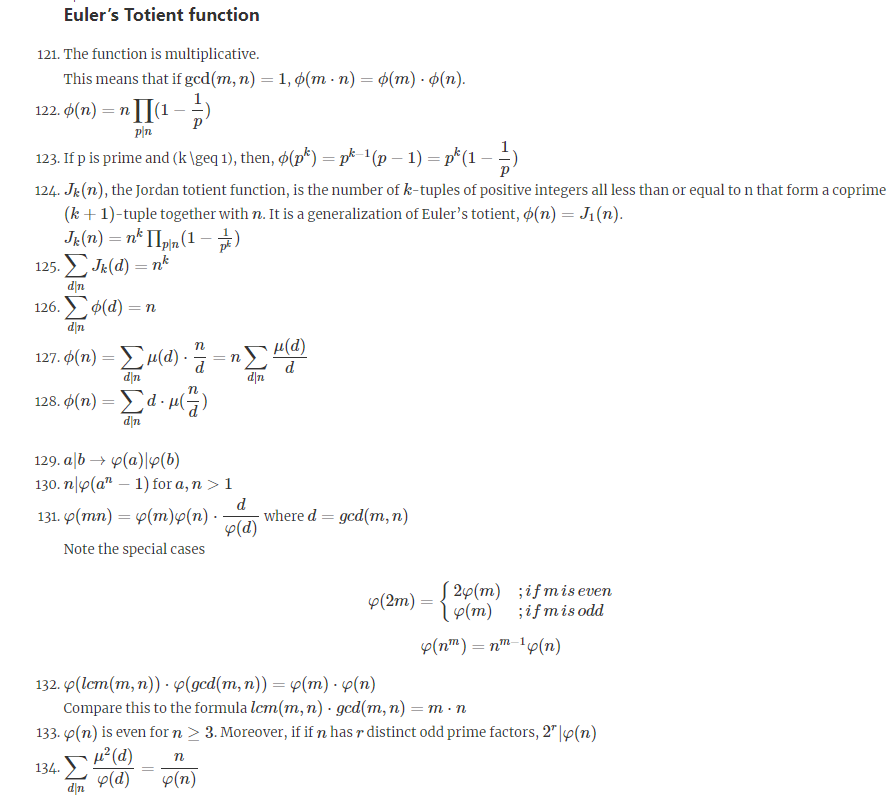 Euler's Totient function
121. The function is multiplicative.
This means that if gcd(m, n) = 1, ϕ(m · n) = ϕ(m) · ϕ(n).
122. ϕ(n) = n ∏_{p|n} (1 − 1/p)
123. If p is prime and (k \geq 1), then, ϕ(p^k) = p^{k−1}(p − 1) = p^k(1 − 1/p)
124. J_k(n), the Jordan totient function, is the number of k-tuples of positive integers all less than or equal to n that form a coprime
(k + 1)-tuple together with n. It is a generalization of Euler's totient, ϕ(n) = J_1(n).
J_k(n) = n^k ∏_{p|n}(1 − 1/p^k)
125. ∑_{d|n} J_k(d) = n^k
126. ∑_{d|n} ϕ(d) = n
127. ϕ(n) = ∑_{d|n} μ(d) · n/d = n ∑_{d|n} μ(d)/d
128. ϕ(n) = ∑_{d|n} d · μ(n/d)
129. a|b → φ(a)|φ(b)
130. n|φ(a^n − 1) for a, n > 1
131. φ(mn) = φ(m)φ(n) · d/φ(d) where d = gcd(m, n)
Note the special cases
φ(2m) = { 2φ(m) ; if m is even
φ(m) ; if m is odd
φ(n^m) = n^{m−1}φ(n)
132. φ(lcm(m, n)) · φ(gcd(m, n)) = φ(m) · φ(n)
Compare this to the formula lcm(m, n) · gcd(m, n) = m · n
133. φ(n) is even for n ≥ 3. Moreover, if if n has r distinct odd prime factors, 2^r|φ(n)
134. ∑_{d|n} μ^2(d)/φ(d) = n/φ(n)